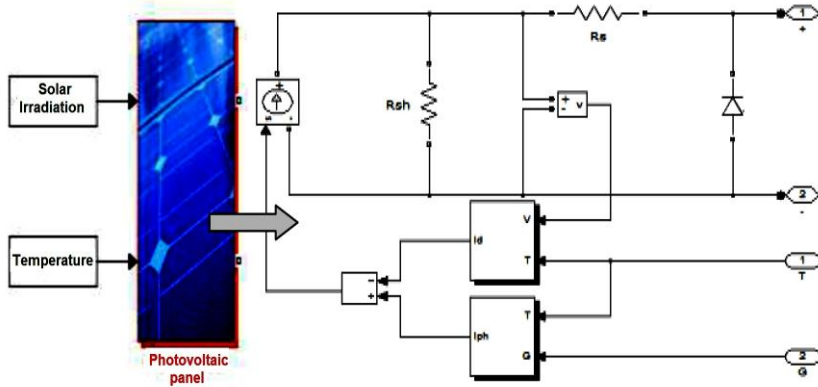 Solar
Irradiation
Temperature
Photovoltaic
panel
+
s
-
Rsh
Rs
+
-
v
1
+
2
-
V
Id
T
1
T
-
+
T
Iph
G
2
G